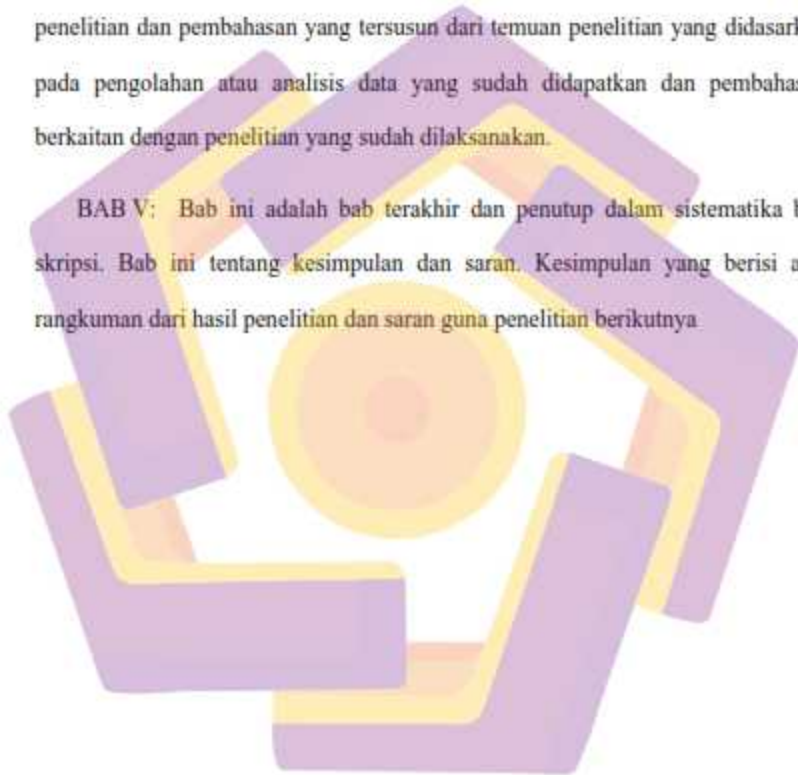 penelitian dan pembahasan yang tersusun dari temuan penelitian yang
pada pengolahan atau analisis data yang sudah didapatkan dan
berkaitan dengan penelitian yang sudah dilaksanakan.
BAB V: Bab ini adalah bab terakhir dan penutup dalam sistematika
skripsi. Bab ini tentang kesimpulan dan saran. Kesimpulan yang berisi
rangkuman dari hasil penelitian dan saran guna penelitian berikutnya